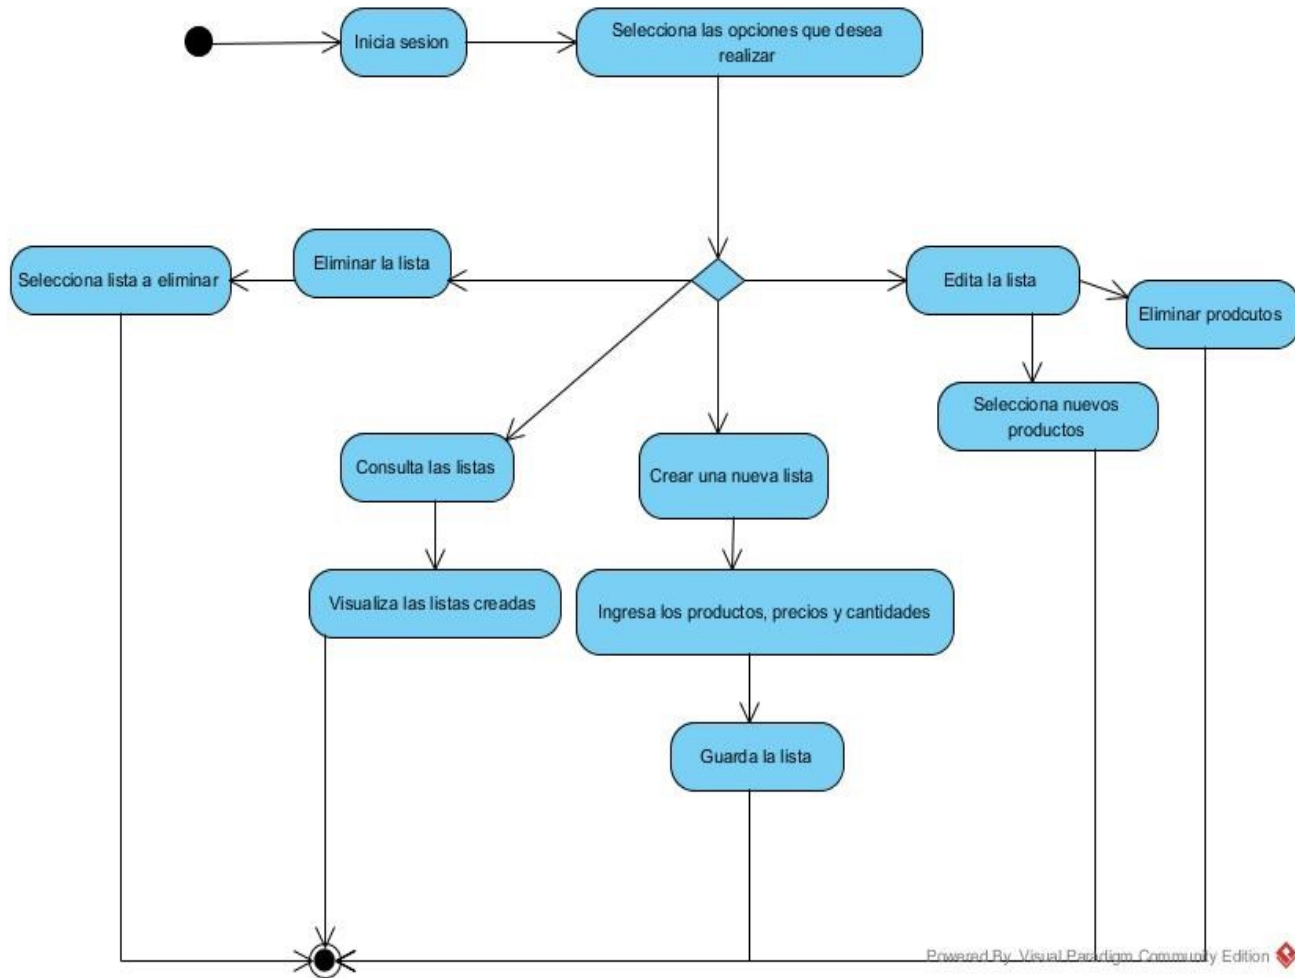 Inicia sesion
Selecciona las opciones que desea
realizar
Selecciona lista a eliminar
Eliminar la lista
Edita la lista
Eliminar prodcutos
Selecciona nuevos
productos
Consulta las listas
Crear una nueva lista
Visualiza las listas creadas
Ingresa los productos, precios y cantidades
Guarda la lista
Powered By Visual Paradigm Community Edition